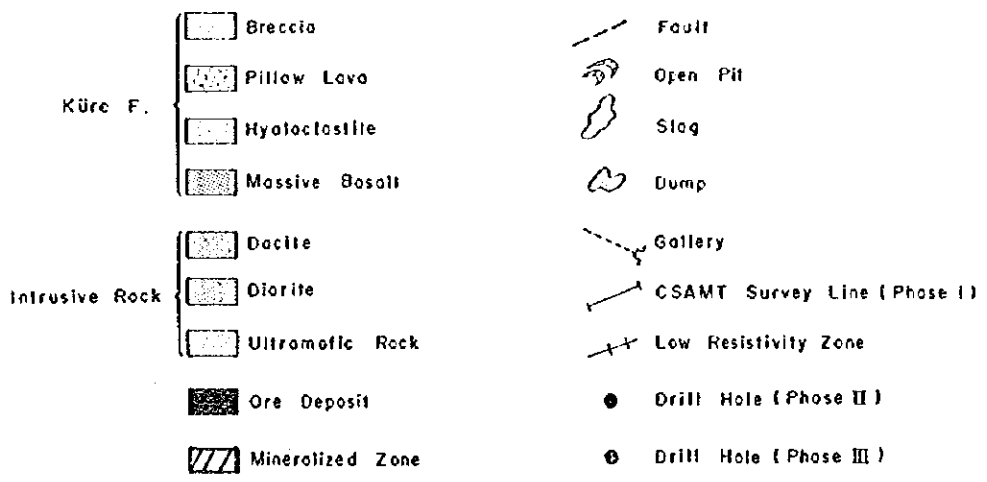 Breccia
Pillow Lava
Küre F.
Hyaloclastite
Massive Basalt
Dacite
Intrusive Rock
Diorite
Ultramafic Rock
Ore Deposit
Mineralized Zone
Fault
Open Pit
Slag
Dump
Gallery
CSAMT Survey Line (Phase I)
Low Resistivity Zone
Drill Hole (Phase II)
Drill Hole (Phase III)